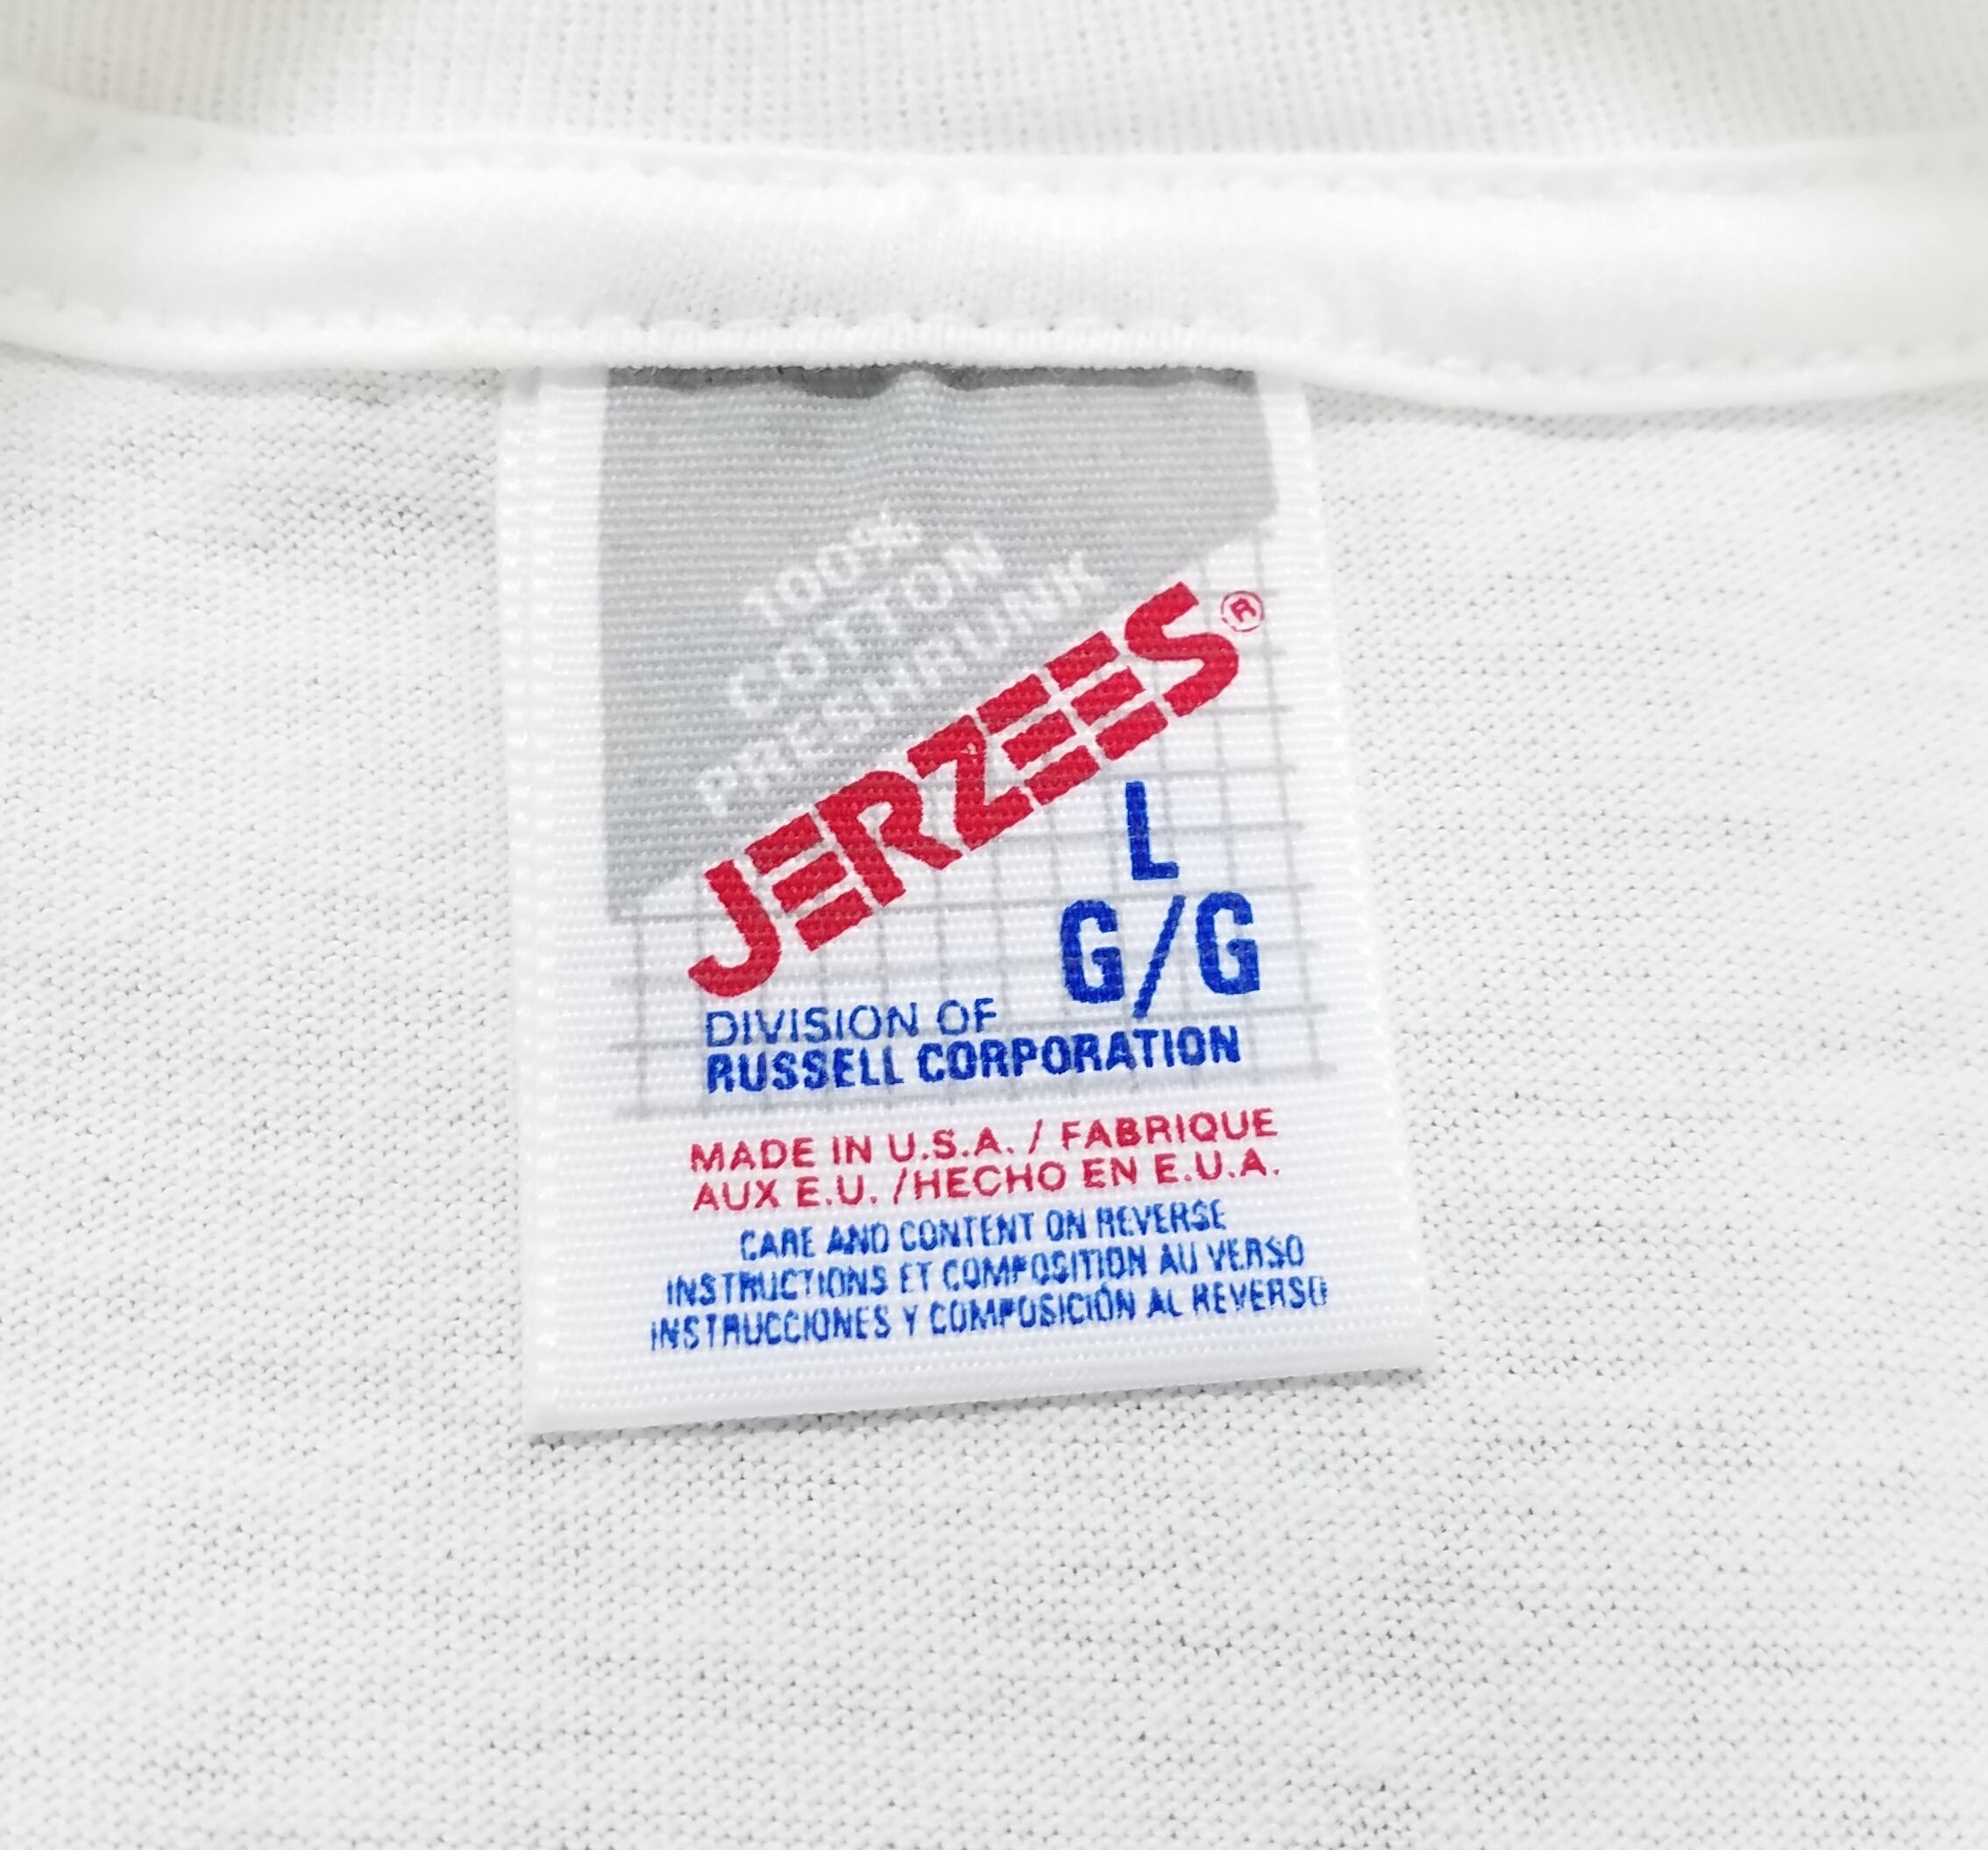 100%
COTTON
PRESHRUNK
JERZEES®
L
G/G
DIVISION OF
RUSSELL CORPORATION
MADE IN U.S.A. / FABRIQUE
AUX E.U. /HECHO EN E.U.A.
CARE AND CONTENT ON REVERSE
INSTRUCTIONS ET COMPOSITION AU VERSO
INSTRUCCIONES Y COMPOSICIÓN AL REVERSO